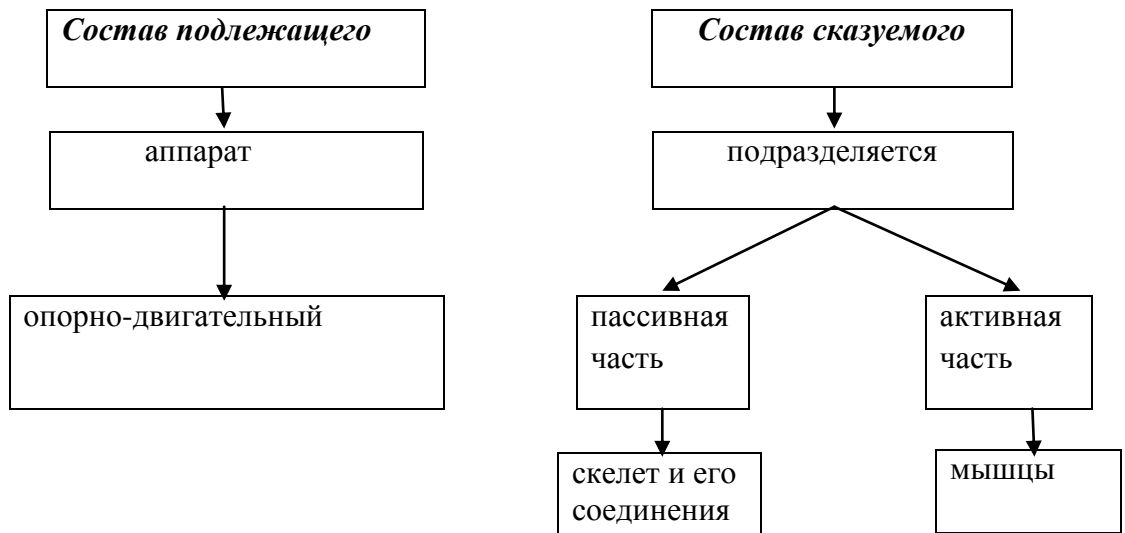 Состав подлежащего
Состав сказуемого
аппарат
подразделяется
опорно-двигательный
пассивная
часть
активная
часть
скелет и его
соединения
мышцы